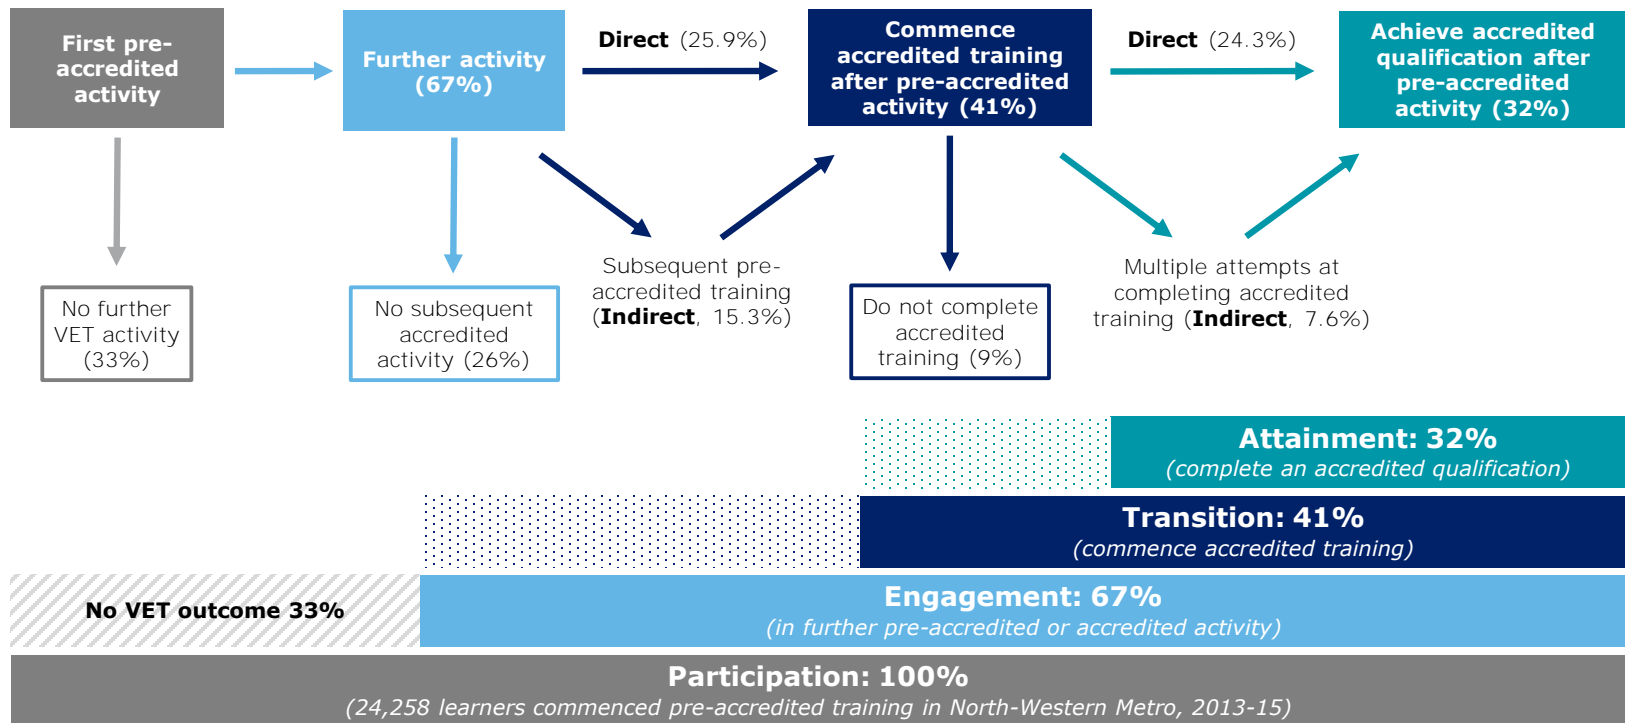 First pre-
accredited
activity
Further activity
(67%)
Direct (25.9%)
Commence
accredited training
after pre-accredited
activity (41%)
Direct (24.3%)
Achieve accredited
qualification after
pre-accredited
activity (32%)
No further
VET activity
(33%)
No subsequent
accredited
activity (26%)
Subsequent pre-
accredited training
(Indirect, 15.3%)
Do not complete
accredited
training (9%)
Multiple attempts at
completing accredited
training (Indirect, 7.6%)
Attainment: 32%
(complete an accredited qualification)
Transition: 41%
(commence accredited training)
No VET outcome 33%
Engagement: 67%
(in further pre-accredited or accredited activity)
Participation: 100%
(24,258 learners commenced pre-accredited training in North-Western Metro, 2013-15)